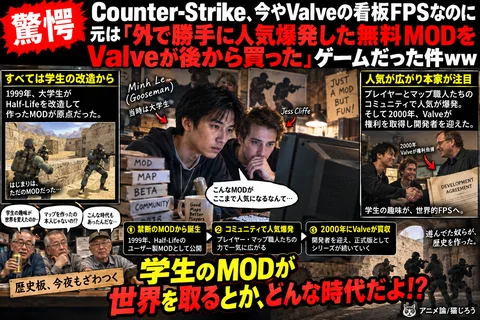 驚愕
Counter-Strike、今やValveの看板FPSなのに
元は「外で勝手に人気爆発した無料MODを
Valveが後から買った」ゲームだった件ww
すべては学生の改造から
1999年、大学生が
Half-Lifeを改造して
作ったMODが原点だった。
はじまりは、
ただのMODだった…
Minh Le
(Gooseman)
当時は大学生
Jess Cliffe
JUST
A MOD
BUT
FUN!
MOD
MAP
BETA
COMMUNITY
こんなMODが
ここまで人気になるなんて…
人気が広がり本家が注目
プレイヤーとマップ職人たちの
コミュニティで人気が爆発。
そして2000年、Valveが
権利を取得し開発者を迎えた。
2000年
Valveが権利取得
DEVELOPMENT
AGREEMENT
学生の趣味が、世界的FPSへ。
学生の趣味が
世界を変えたのか…
マップを作ったの
本人じゃないの!?
こんな時代も
あったんだな…
歴史板、今夜もざわつく
① 禁断のMODから誕生
1999年、Half-Lifeの
ユーザー製MODとして公開
② コミュニティで人気爆発
プレイヤー・マップ職人たちの
力で一気に広がる
③ 2000年にValveが買収
開発者を迎え、正式版として
シリーズが続いていく
遊んでた奴らが、
歴史を作った。
学生のMODが
世界を取るとか、どんな時代だよ!?
アニメ論/猫じろう